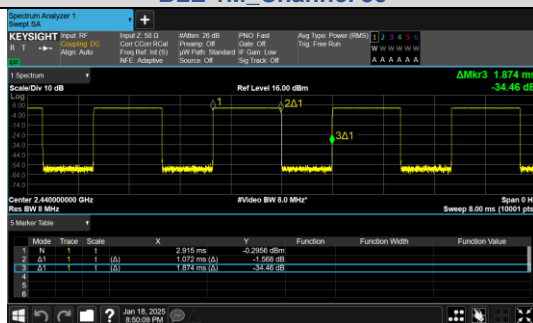 Spectrum Analyzer 1
Swept SA
+
KEYSIGHT Input: RF Input Z: 50 Ω #Atten: 26 dB PNO: Fast Avg Type: Power (RMS) 1 2 3 4 5 6
R T Coupling: DC Corr CCorr RCal Preamp: Off Gate: Off Trig: Free Run W W W W W W
Align: Auto Freq Ref: Int (S) µW Path: Standard IF Gain: Low A A A A A A
NFE: Adaptive Source: Off Sig Track: Off
1 Spectrum ΔMkr3 1.874 ms
Scale/Div 10 dB Ref Level 16.00 dBm -34.46 dB
Log
6.00
-4.00
-14.0
-24.0
-34.0
-44.0
-54.0
-64.0
-74.0
1
2Δ1
3Δ1
Center 2.440000000 GHz #Video BW 8.0 MHz* Span 0 Hz
Res BW 8 MHz Sweep 8.00 ms (10001 pts)
5 Marker Table
Mode Trace Scale X Y Function Function Width Function Value
1 N 1 t 2.915 ms -0.2956 dBm
2 Δ1 1 t (Δ) 1.072 ms (Δ) -1.568 dB
3 Δ1 1 t (Δ) 1.874 ms (Δ) -34.46 dB
4
5
6
? Jan 18, 2025
8:50:09 PM